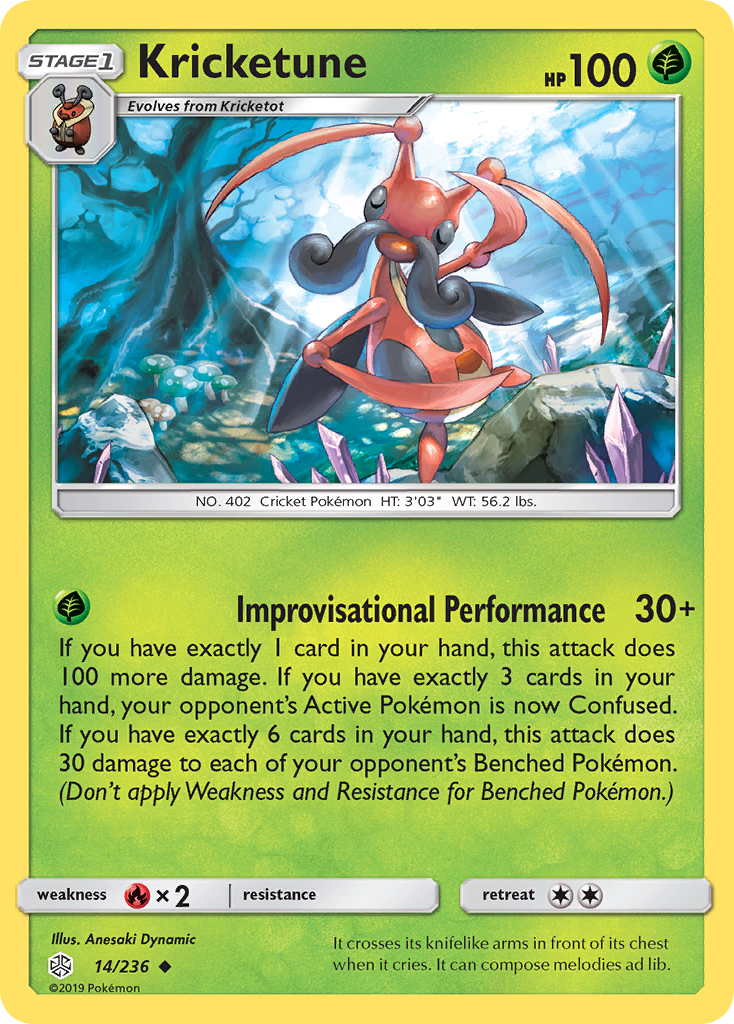 STAGE 1
Kricketune
HP 100
Evolves from Kricketot
NO. 402 Cricket Pokémon HT: 3'03" WT: 56.2 lbs.
Improvisational Performance 30+
If you have exactly 1 card in your hand, this attack does
100 more damage. If you have exactly 3 cards in your
hand, your opponent's Active Pokémon is now Confused.
If you have exactly 6 cards in your hand, this attack does
30 damage to each of your opponent's Benched Pokémon.
(Don't apply Weakness and Resistance for Benched Pokémon.)
weakness × 2 resistance retreat
Illus. Anesaki Dynamic
14/236
©2019 Pokémon
It crosses its knifelike arms in front of its chest
when it cries. It can compose melodies ad lib.